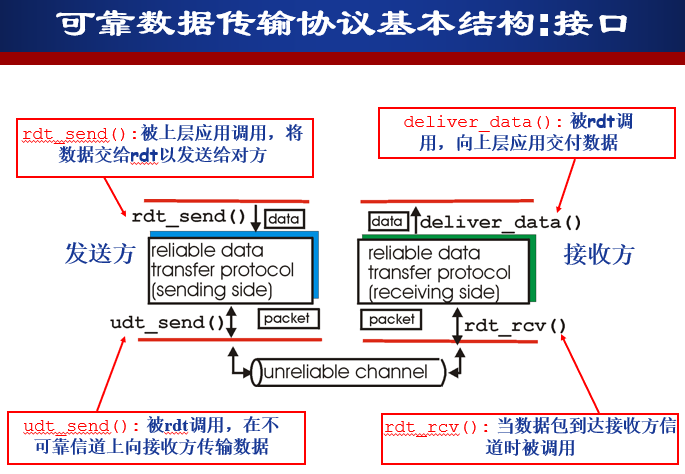 可靠数据传输协议基本结构:接口
rdt_send():被上层应用调用，将
数据交给rdt以发送给对方
deliver_data():被rdt调
用，向上层应用交付数据
rdt_send()
data
data
deliver_data()
发送方
reliable data
transfer protocol
(sending side)
reliable data
transfer protocol
(receiving side)
接收方
udt_send()
packet
packet
rdt_rcv()
unreliable channel
udt_send():被rdt调用，在不
可靠信道上向接收方传输数据
rdt_rcv():当数据包到达接收方信
道时被调用